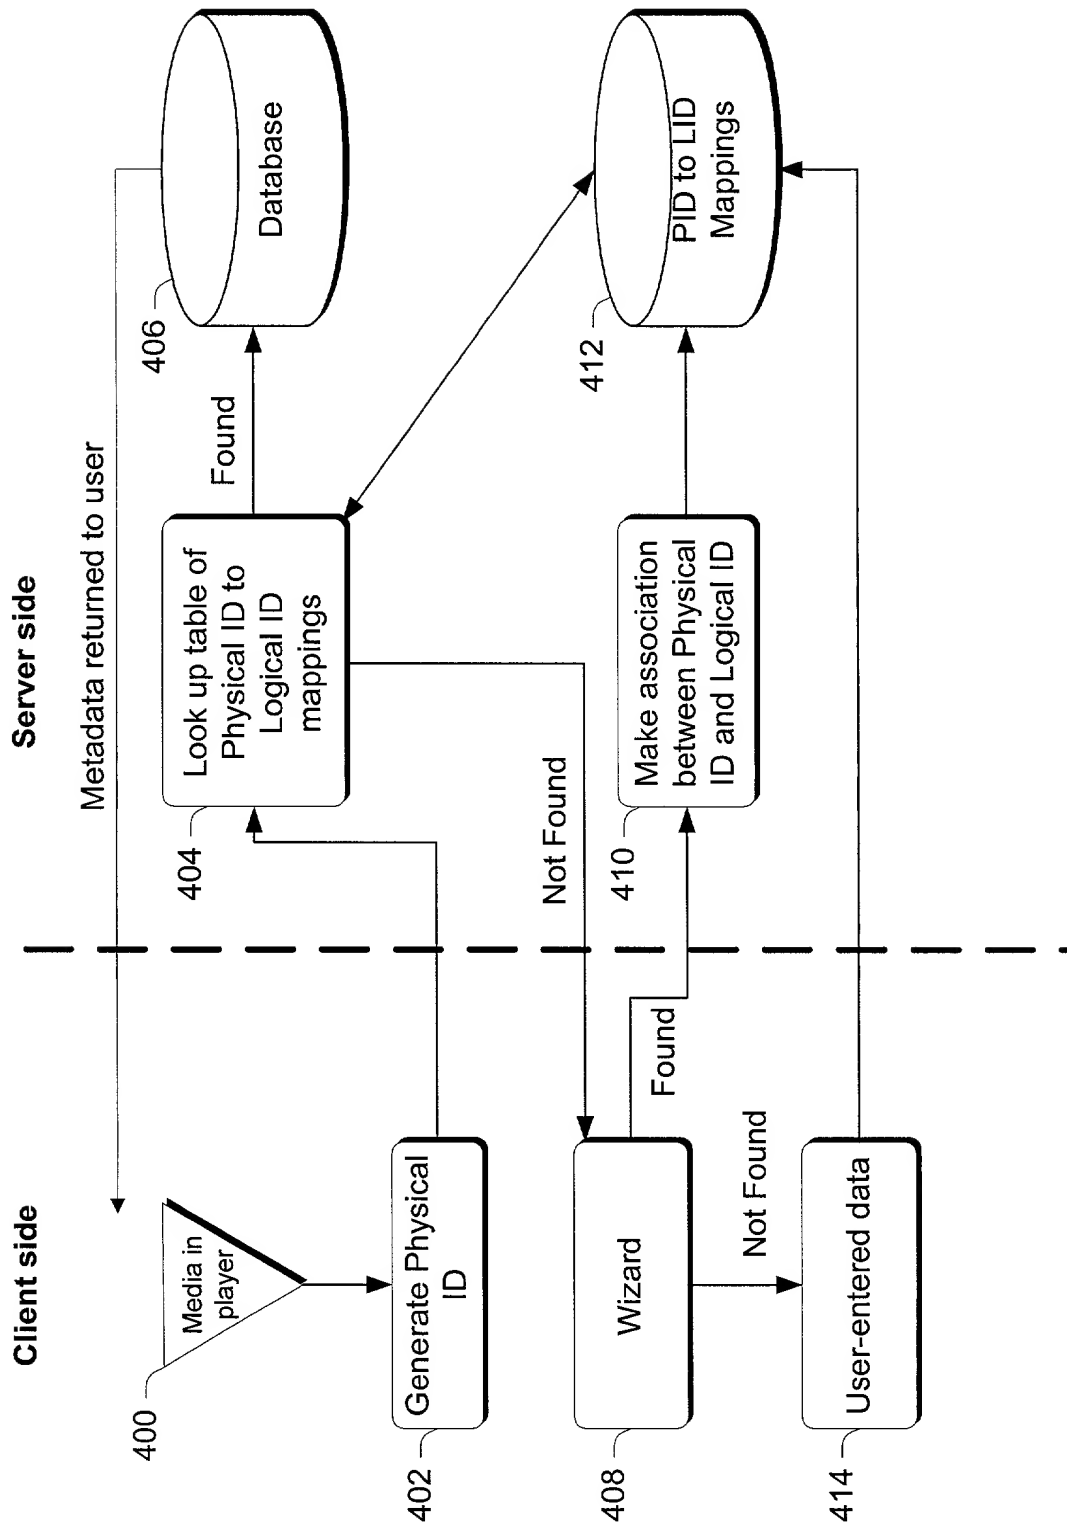 Client side
Server side
Metadata returned to user
400
Media in
player
404
Look up table of
Physical ID to
Logical ID
mappings
Found
406
Database
402
Generate Physical
ID
Not Found
408
Wizard
Found
410
Make association
between Physical
ID and Logical ID
412
PID to LID
Mappings
Not Found
414
User-entered data